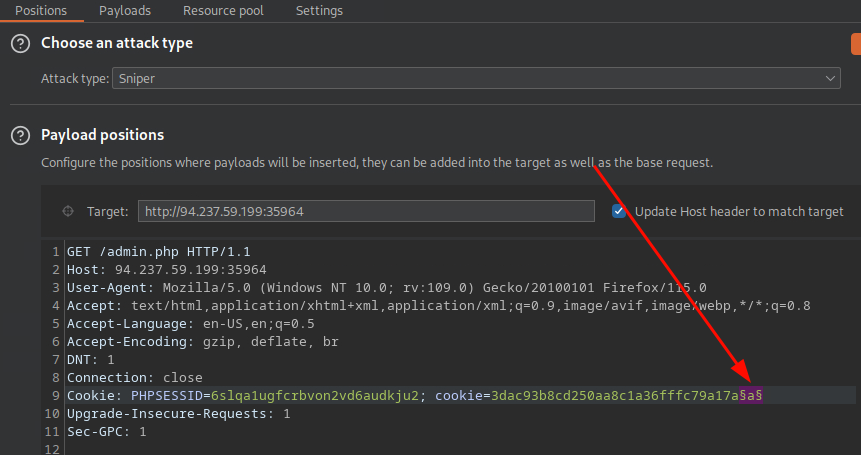 Positions Payloads Resource pool Settings
Choose an attack type
Attack type: Sniper
Payload positions
Configure the positions where payloads will be inserted, they can be added into the target as well as the base request.
Target: http://94.237.59.199:35964 Update Host header to match target
1 GET /admin.php HTTP/1.1
2 Host: 94.237.59.199:35964
3 User-Agent: Mozilla/5.0 (Windows NT 10.0; rv:109.0) Gecko/20100101 Firefox/115.0
4 Accept: text/html,application/xhtml+xml,application/xml;q=0.9,image/avif,image/webp,*/*;q=0.8
5 Accept-Language: en-US,en;q=0.5
6 Accept-Encoding: gzip, deflate, br
7 DNT: 1
8 Connection: close
9 Cookie: PHPSESSID=6slqa1ugfcrbvon2vd6audkju2; cookie=3dac93b8cd250aa8c1a36fffc79a17a§a§
10 Upgrade-Insecure-Requests: 1
11 Sec-GPC: 1
12